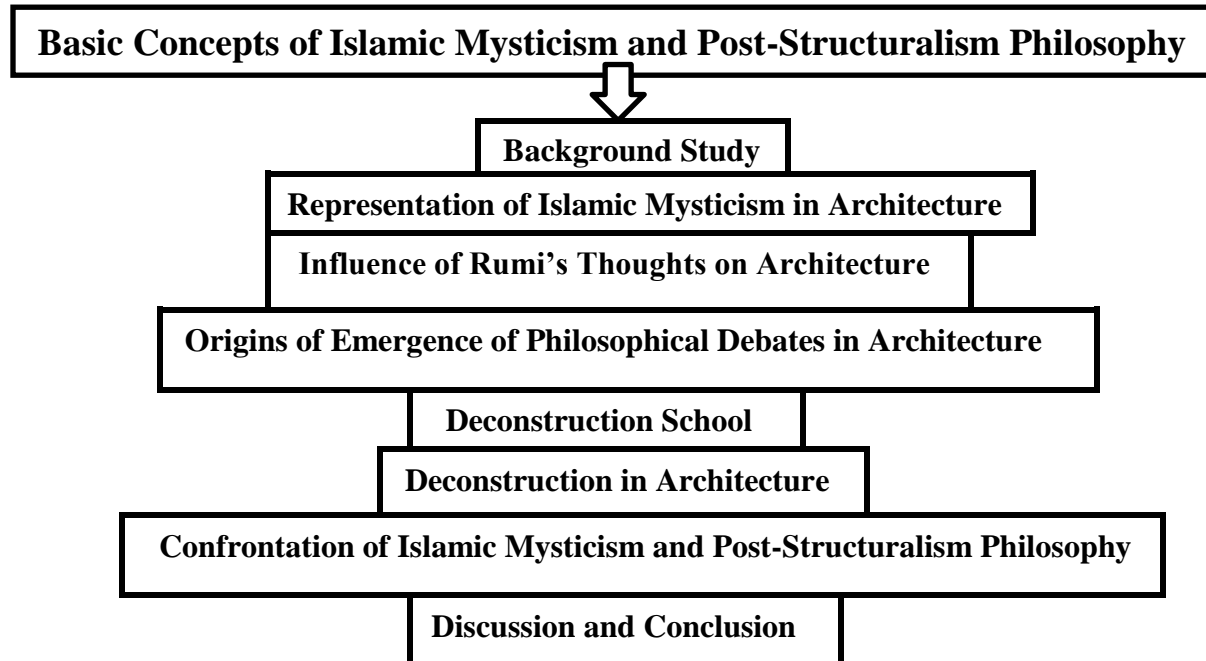 Basic Concepts of Islamic Mysticism and Post-Structuralism Philosophy
Background Study
Representation of Islamic Mysticism in Architecture
Influence of Rumi’s Thoughts on Architecture
Origins of Emergence of Philosophical Debates in Architecture
Deconstruction School
Deconstruction in Architecture
Confrontation of Islamic Mysticism and Post-Structuralism Philosophy
Discussion and Conclusion